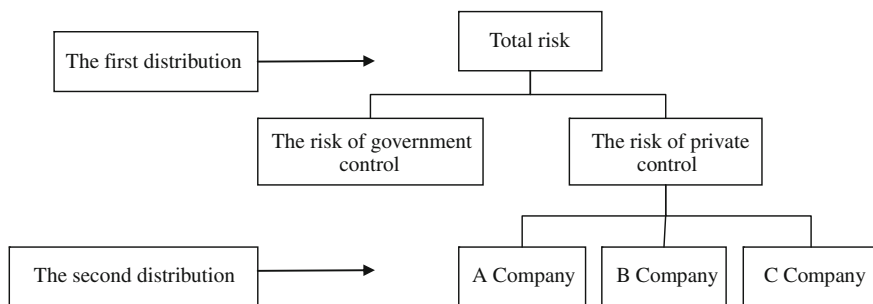 Total risk
The first distribution
The risk of government
control
The risk of private
control
The second distribution
A Company
B Company
C Company